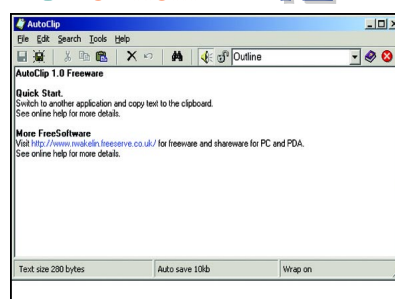 AutoClip
File Edit Search Tools Help
Outline
AutoClip 1.0 Freeware
Quick Start.
Switch to another application and copy text to the clipboard.
See online help for more details.
More FreeSoftware
Visit http://www.rwakelin.freeserve.co.uk/ for freeware and shareware for PC and PDA.
See online help for more details.
Text size 280 bytes Auto save 10kb Wrap on